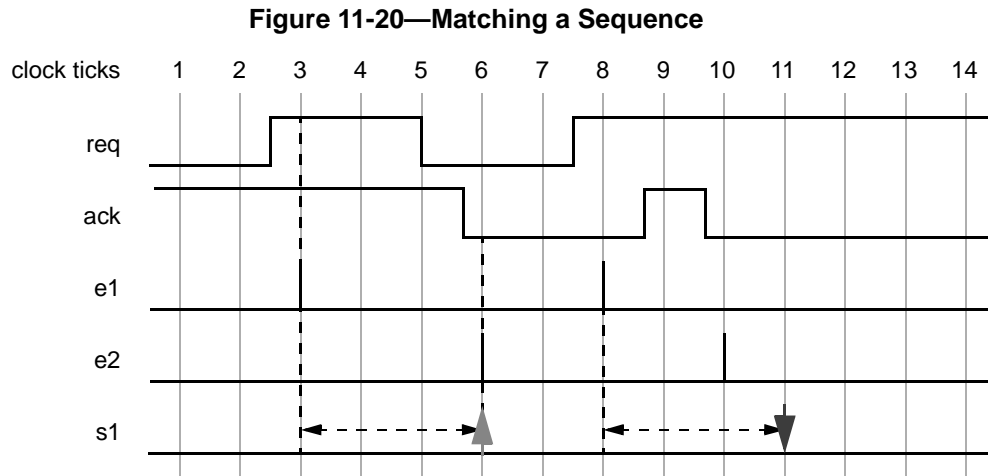 Figure 11-20—Matching a Sequence
clock ticks 1 2 3 4 5 6 7 8 9 10 11 12 13 14
req
ack
e1
e2
s1